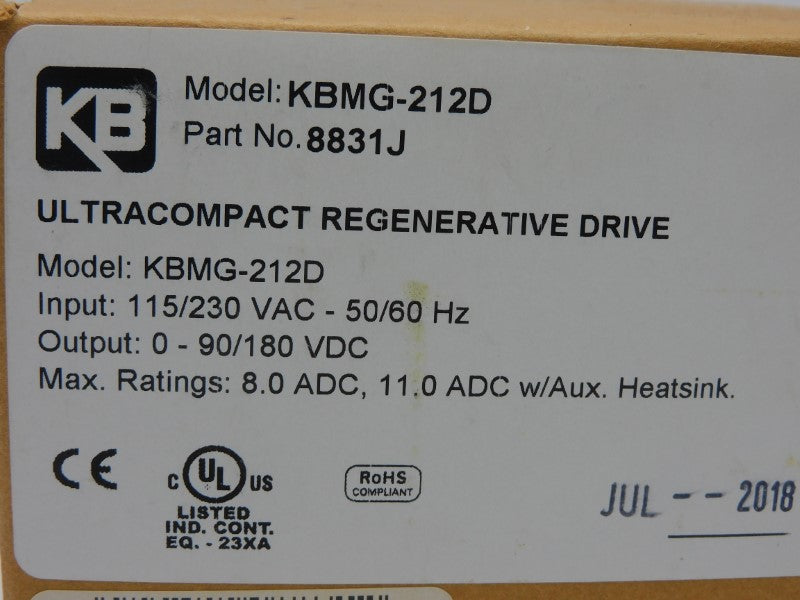 KB
Model: KBMG-212D
Part No. 8831J
ULTRACOMPACT REGENERATIVE DRIVE
Model: KBMG-212D
Input: 115/230 VAC - 50/60 Hz
Output: 0 - 90/180 VDC
Max. Ratings: 8.0 ADC, 11.0 ADC w/Aux. Heatsink.
CE
C UL US
LISTED
IND. CONT.
EQ. - 23XA
RoHS
COMPLIANT
JUL -- 2018